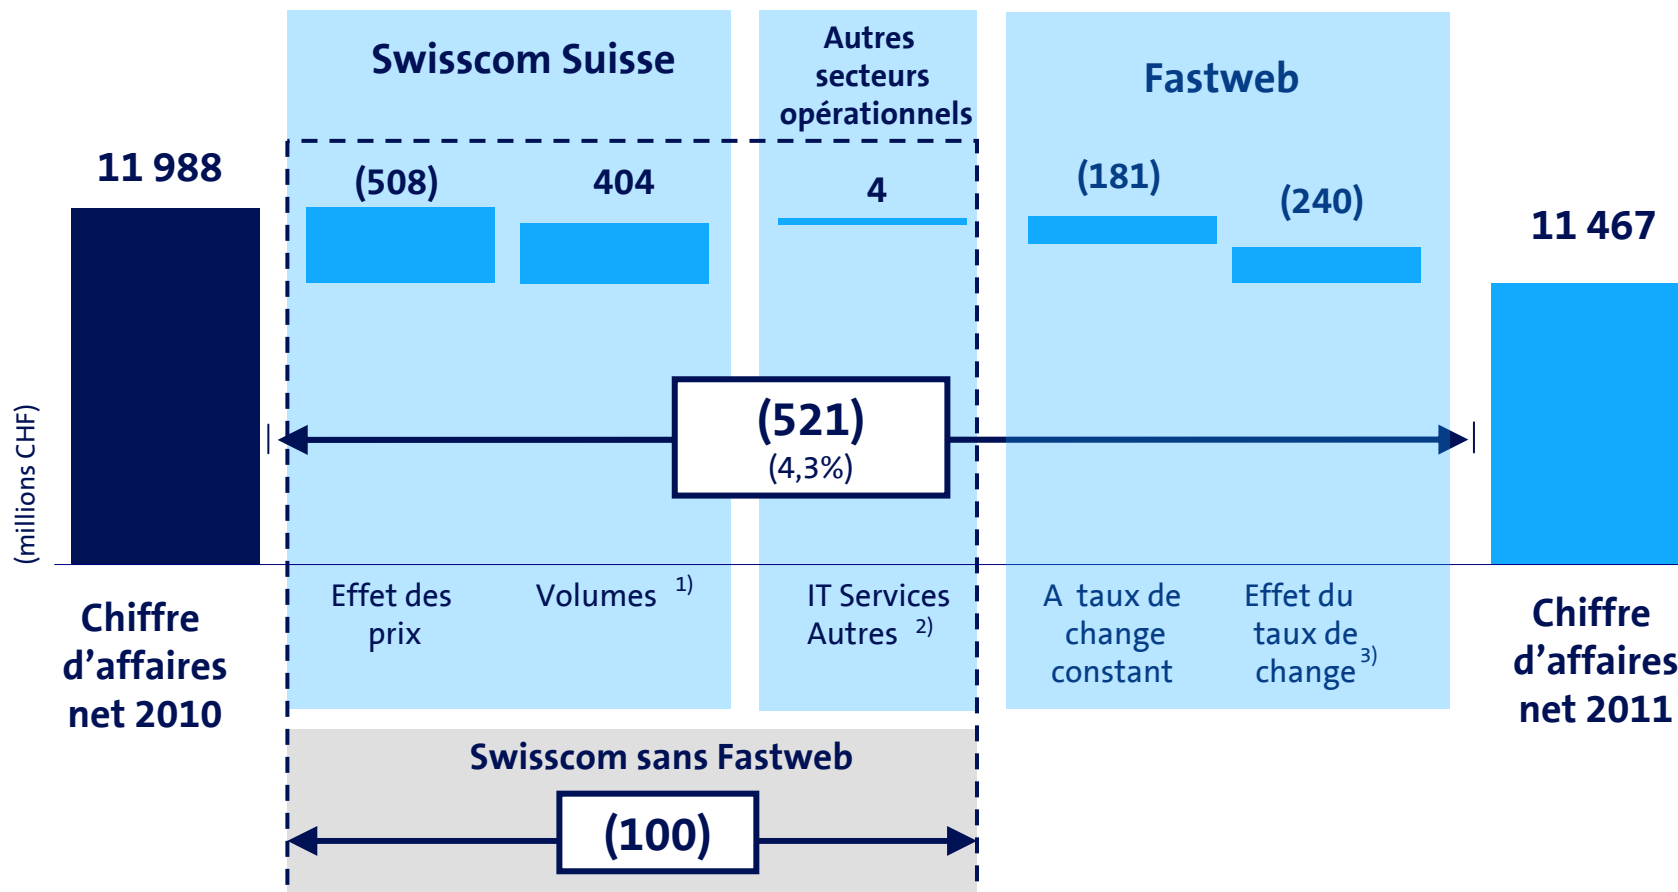 Swisscom Suisse
Autres
secteurs
opérationnels
Fastweb
11 988
(508)
404
4
(181)
(240)
11 467
(521)
(4,3%)
(millions CHF)
Chiffre
d’affaires
net 2010
Effet des
prix
Volumes 1)
IT Services
Autres 2)
A taux de
change
constant
Effet du
taux de
change 3)
Chiffre
d’affaires
net 2011
Swisscom sans Fastweb
(100)